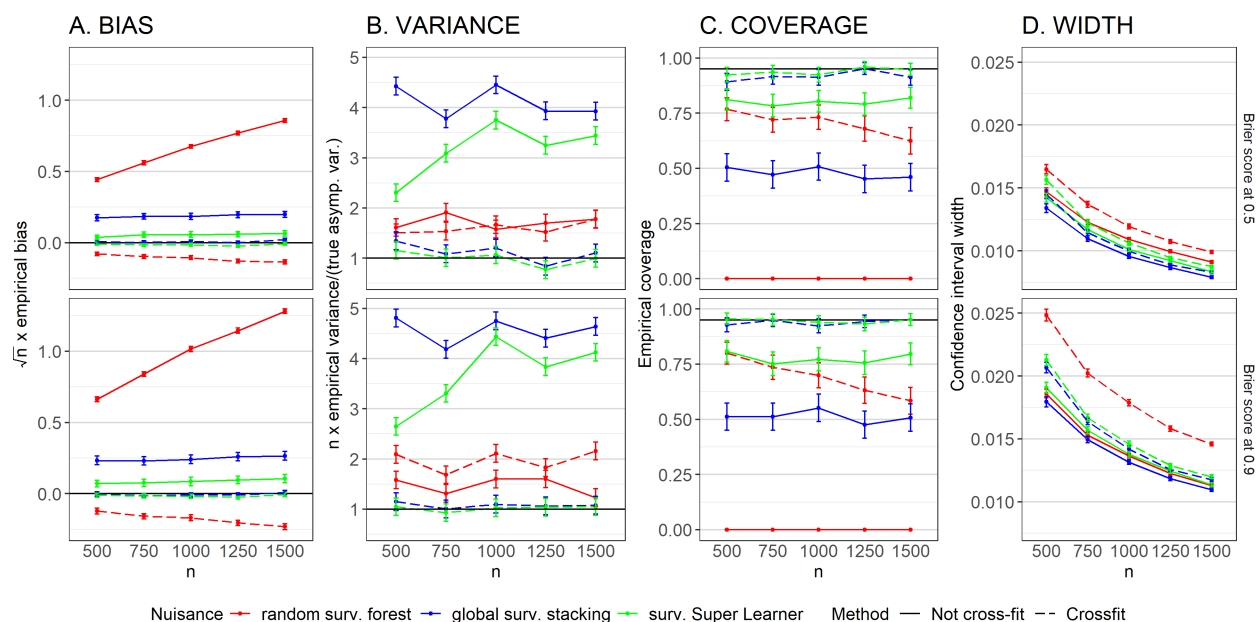 A. BIAS
B. VARIANCE
C. COVERAGE
D. WIDTH
√n x empirical bias
1.0
0.5
0.0
1.0
0.5
0.0
500 750 1000 1250 1500
n
n x empirical variance/(true asymp. var.)
5
4
3
2
1
5
4
3
2
1
500 750 1000 1250 1500
n
Empirical coverage
1.00
0.75
0.50
0.25
0.00
1.00
0.75
0.50
0.25
0.00
500 750 1000 1250 1500
n
Confidence interval width
0.025
0.020
0.015
0.010
0.025
0.020
0.015
0.010
500 750 1000 1250 1500
n
Brier score at 0.5
Brier score at 0.9
Nuisance random surv. forest global surv. stacking surv. Super Learner Method Not cross-fit Crossfit